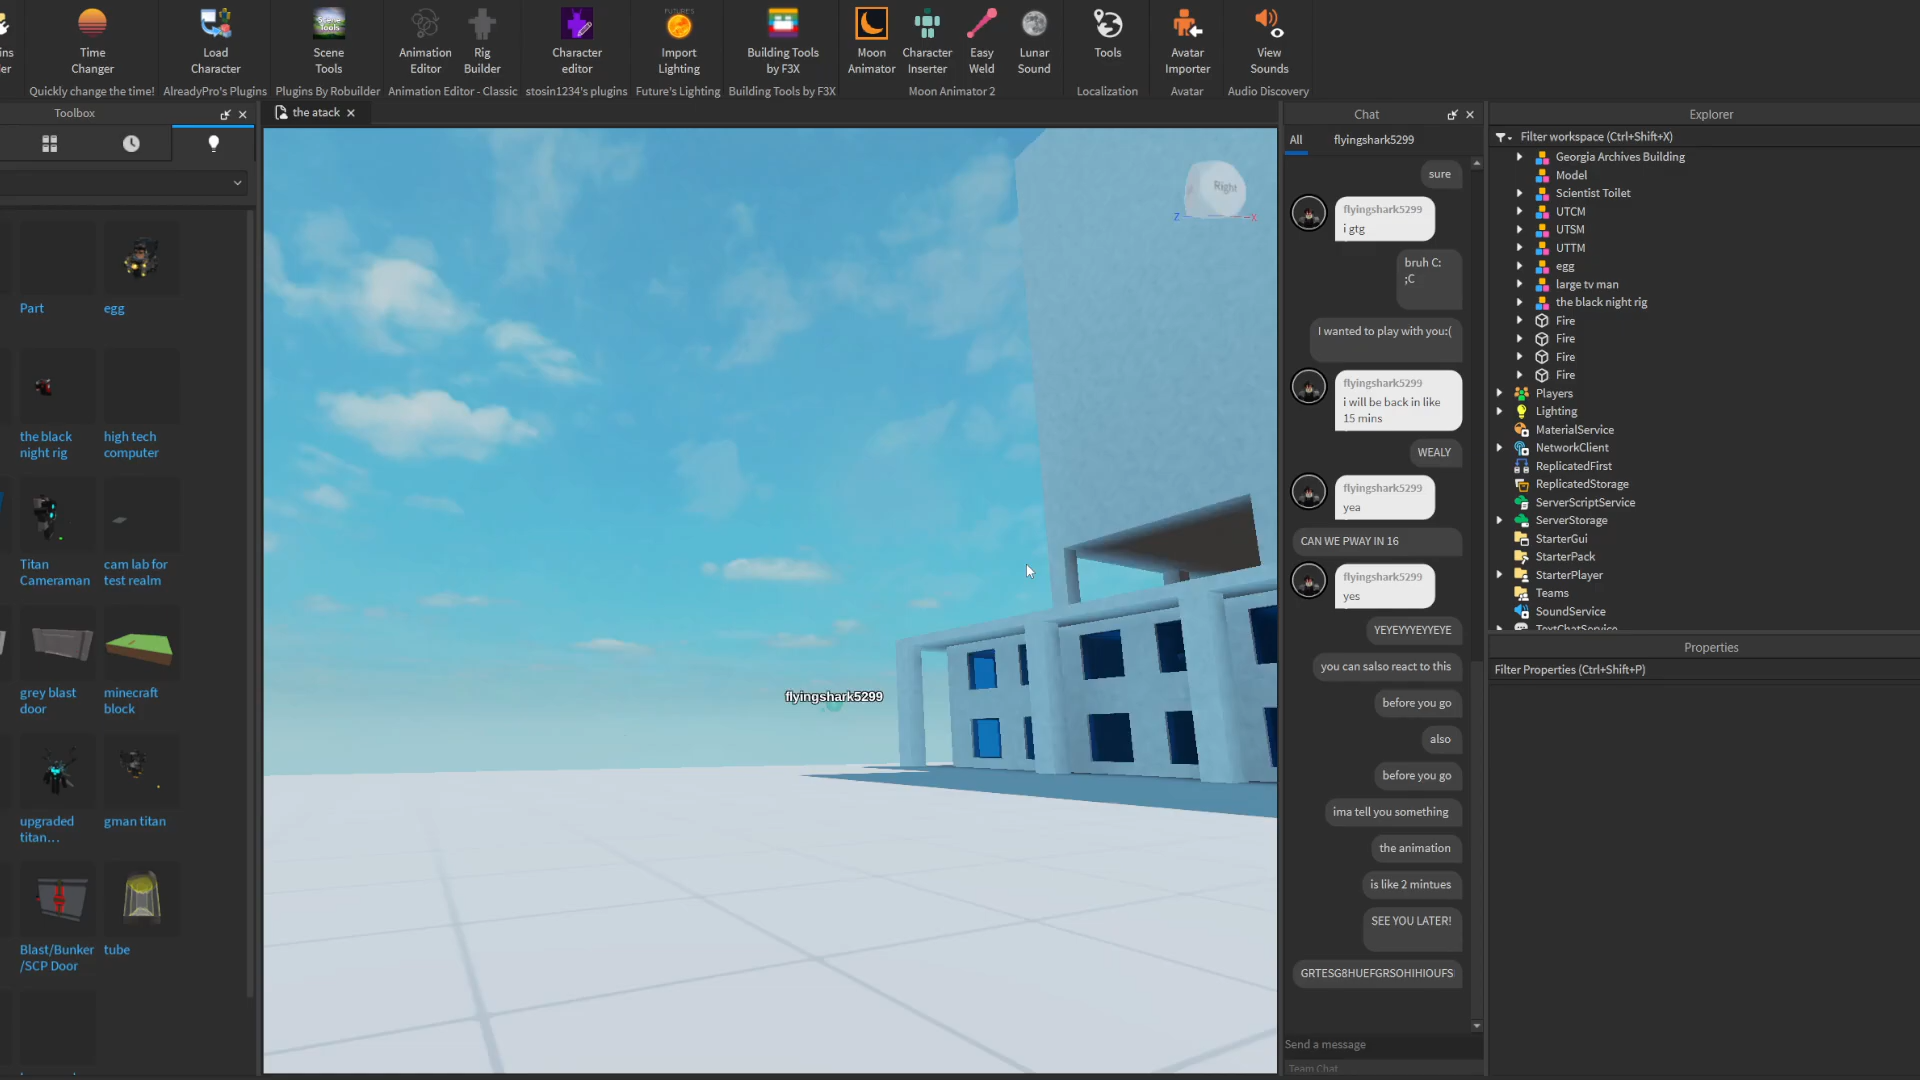 ins
Time
Changer
Load
Character
Scene
Tools
Animation
Editor
Rig
Builder
Character
editor
FUTURE'S
Import
Lighting
Building Tools
by F3X
Moon
Animator
Character
Inserter
Easy
Weld
Lunar
Sound
Tools
Avatar
Importer
View
Sounds
Quickly change the time!
AlreadyPro's Plugins
Plugins By Robuilder
Animation Editor - Classic
stosin1234's plugins
Future's Lighting
Building Tools by F3X
Moon Animator 2
Localization
Avatar
Audio Discovery
Toolbox
Part
egg
the black
night rig
high tech
computer
Titan
Cameraman
cam lab for
test realm
grey blast
door
minecraft
block
upgraded
titan...
gman titan
Blast/Bunker
/SCP Door
tube
the atack
Right
Z
X
flyingshark5299
Chat
All
flyingshark5299
sure
flyingshark5299
i gtg
bruh C:
;C
I wanted to play with you:(
flyingshark5299
i will be back in like
15 mins
WEALY
flyingshark5299
yea
CAN WE PWAY IN 16
flyingshark5299
yes
YEYEYYYEYYEYE
you can salso react to this
before you go
also
before you go
ima tell you something
the animation
is like 2 mintues
SEE YOU LATER!
GRTESG8HUEFGRSOHIHIOUFS
Send a message
Team Chat
Explorer
Filter workspace (Ctrl+Shift+X)
Georgia Archives Building
Model
Scientist Toilet
UTCM
UTSM
UTTM
egg
large tv man
the black night rig
Fire
Fire
Fire
Fire
Players
Lighting
MaterialService
NetworkClient
ReplicatedFirst
ReplicatedStorage
ServerScriptService
ServerStorage
StarterGui
StarterPack
StarterPlayer
Teams
SoundService
TextChatService
Properties
Filter Properties (Ctrl+Shift+P)